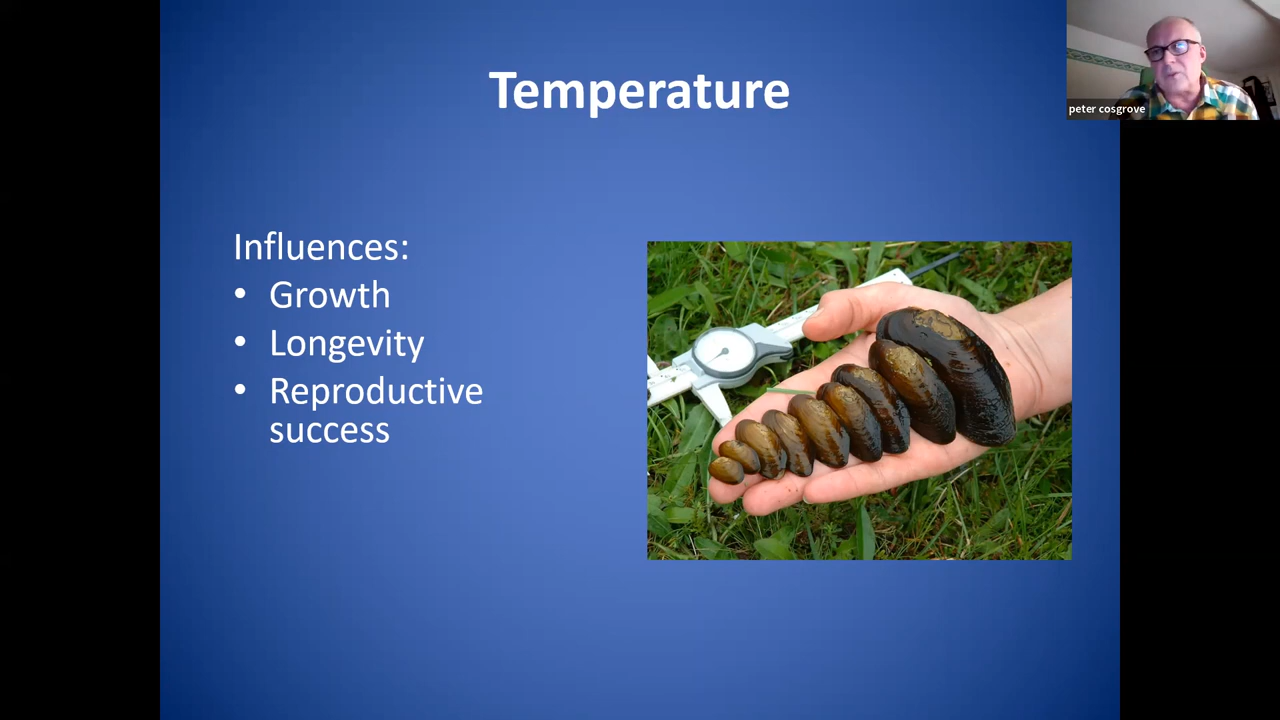 Temperature
peter cosgrove
Influences:
• Growth
• Longevity
• Reproductive
success